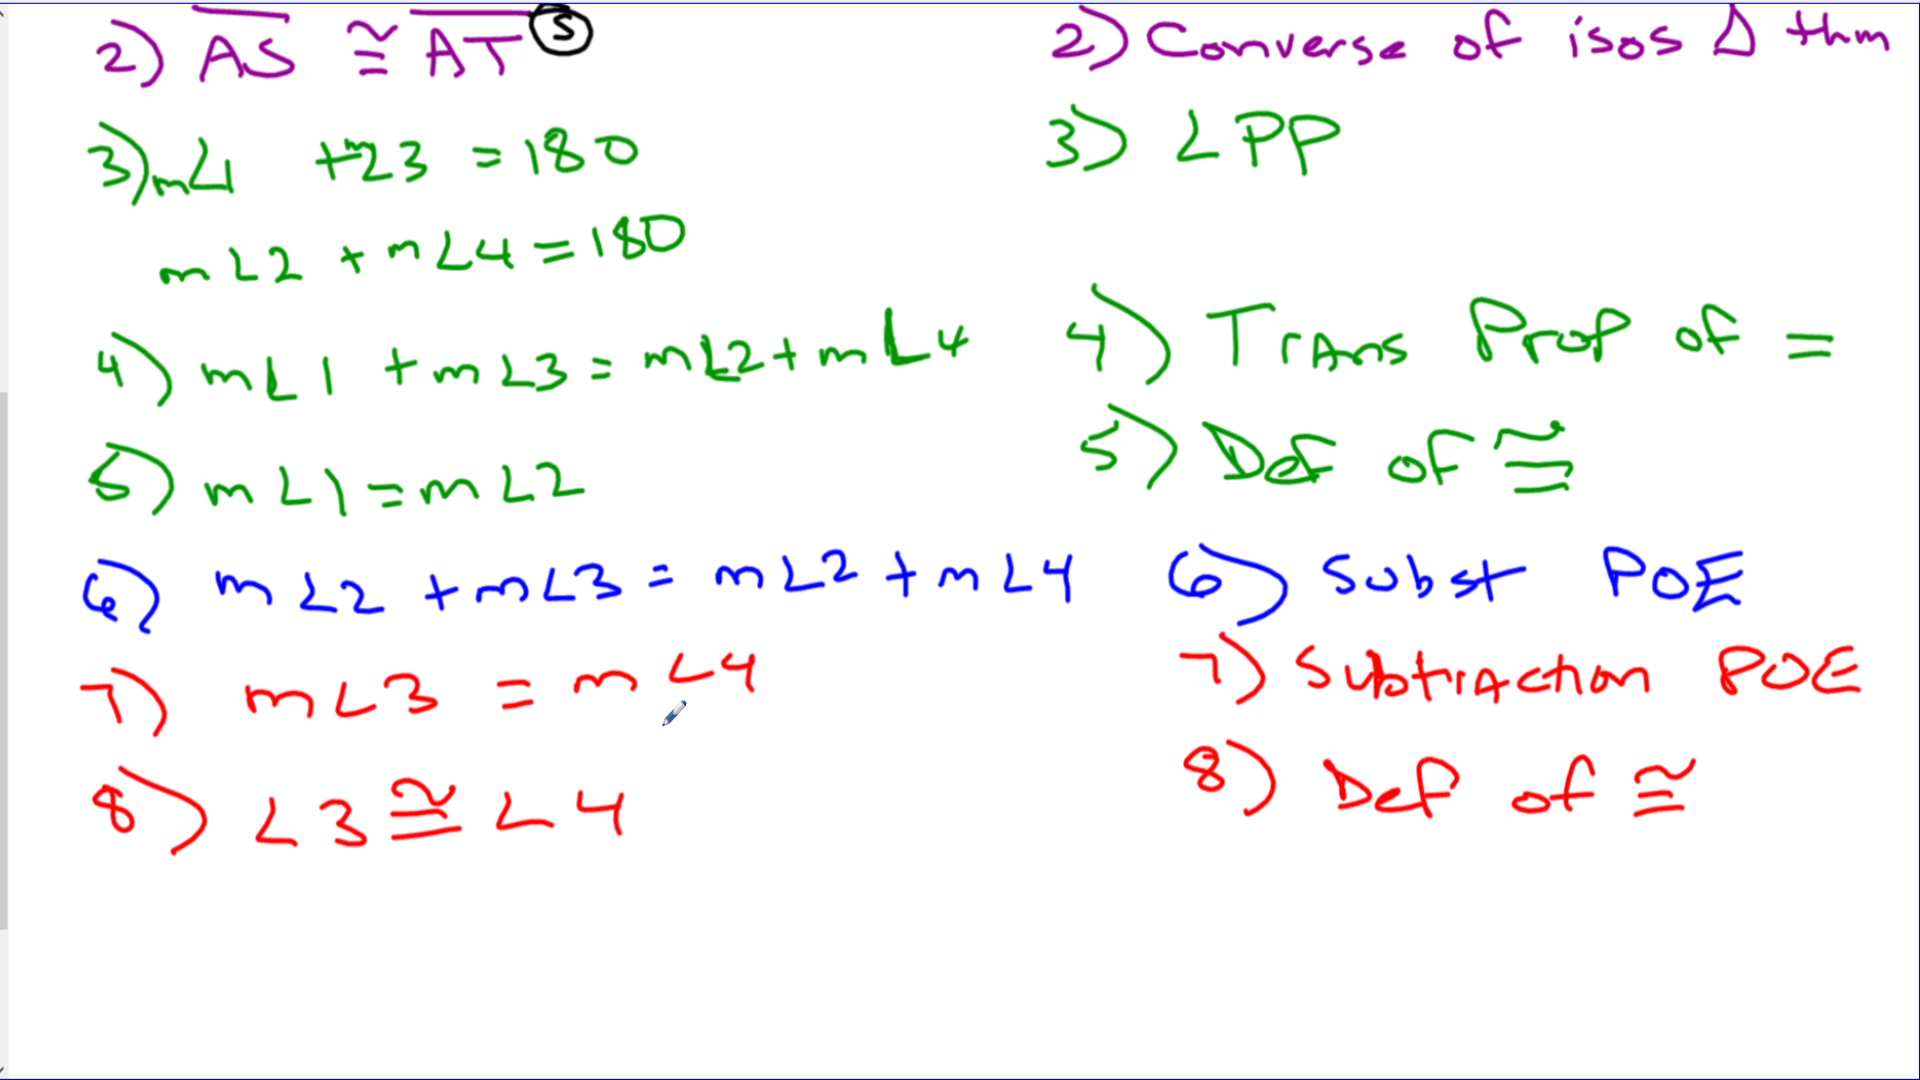 2) AS ≅ AT Ⓢ 2) Converse of isos Δ thm
3) m∠1 + m∠3 = 180 3) ∠PP
m∠2 + m∠4 = 180
4) m∠1 + m∠3 = m∠2 + m∠4 4) Trans Prop of =
5) m∠1 = m∠2 5) Def of ≅
6) m∠2 + m∠3 = m∠2 + m∠4 6) Subst POE
7) m∠3 = m∠4 7) Subtraction POE
8) ∠3 ≅ ∠4 8) Def of ≅